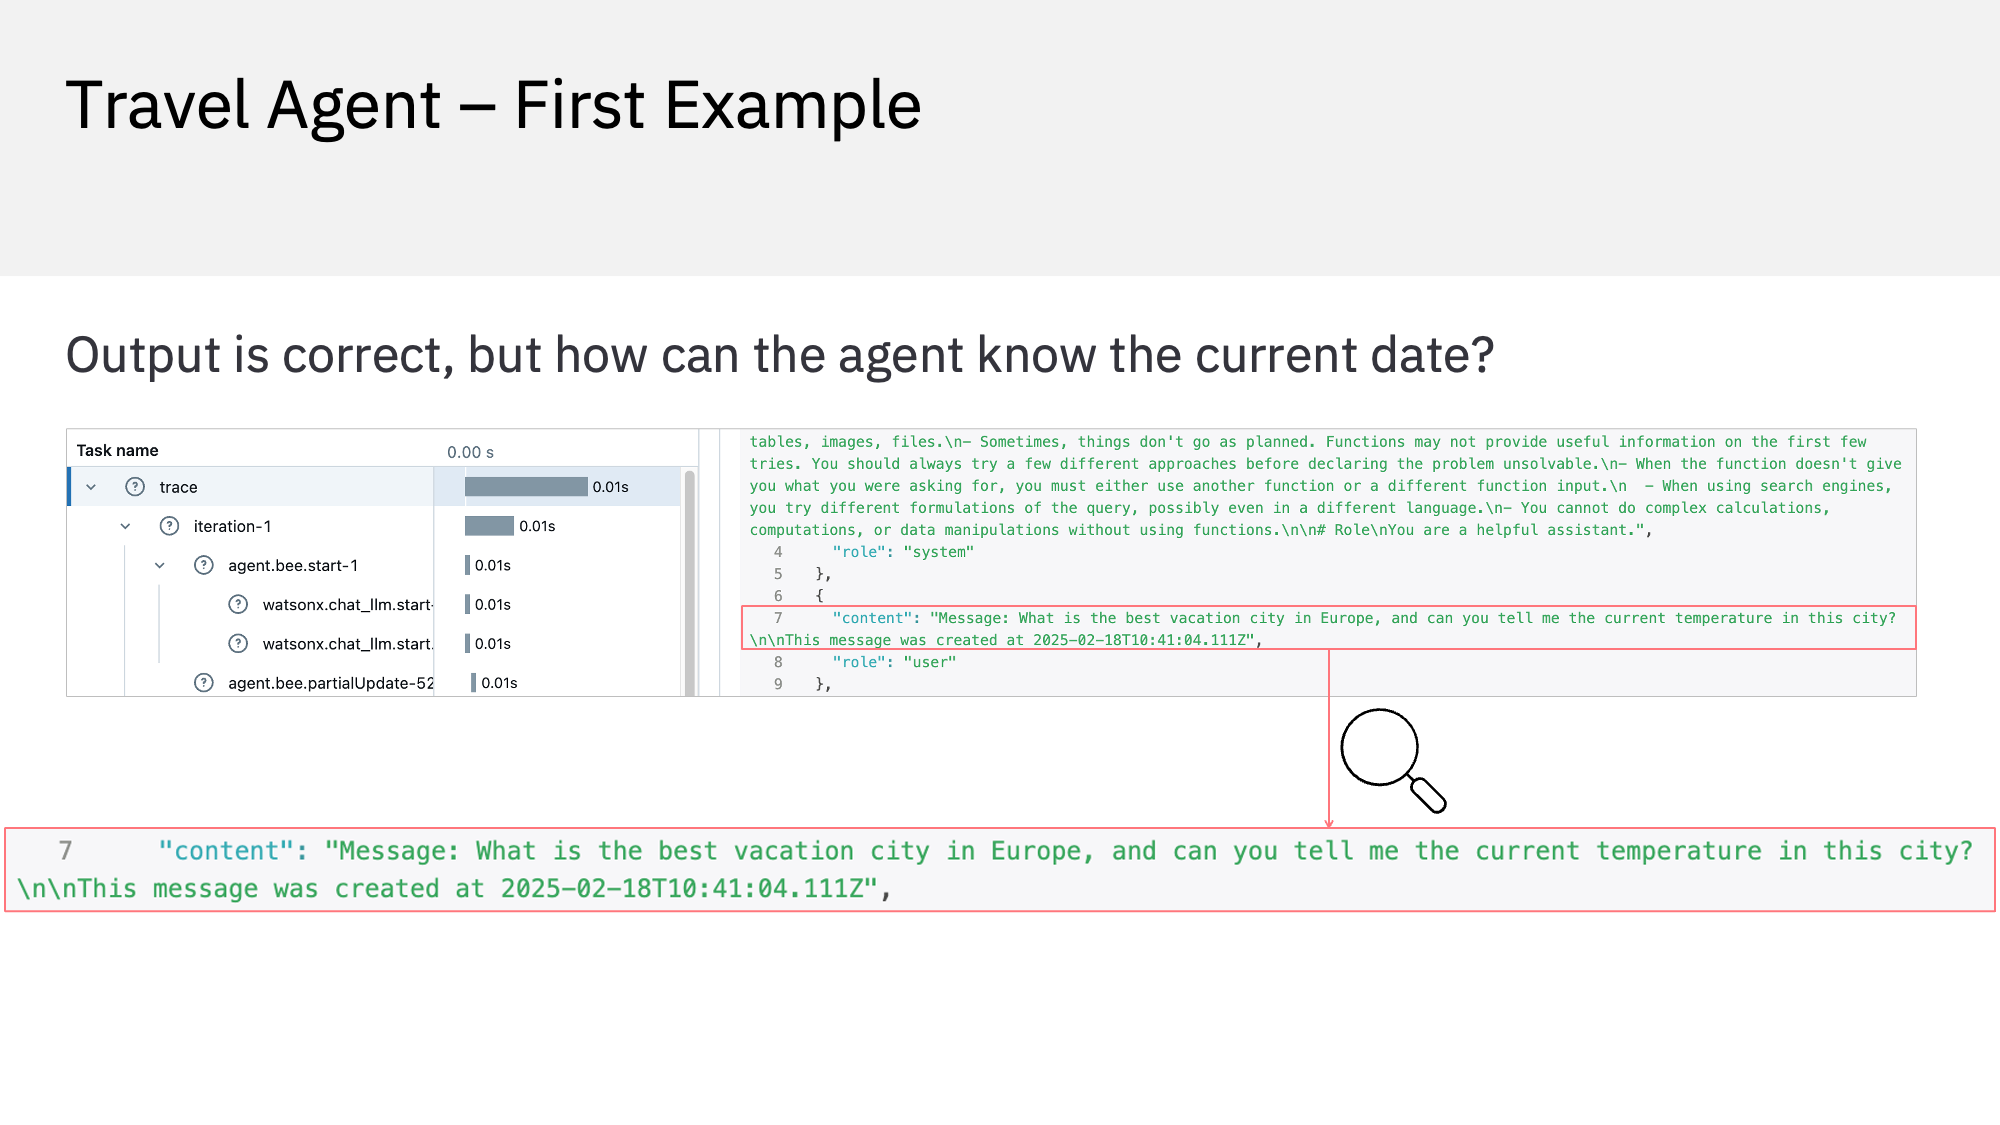 Travel Agent – First Example
Output is correct, but how can the agent know the current date?
Task name
0.00 s
trace
0.01s
iteration-1
0.01s
agent.bee.start-1
0.01s
watsonx.chat_llm.start-
0.01s
watsonx.chat_llm.start.
0.01s
agent.bee.partialUpdate-52
0.01s
tables, images, files.\n- Sometimes, things don't go as planned. Functions may not provide useful information on the first few
tries. You should always try a few different approaches before declaring the problem unsolvable.\n- When the function doesn't give
you what you were asking for, you must either use another function or a different function input.\n  - When using search engines,
you try different formulations of the query, possibly even in a different language.\n- You cannot do complex calculations,
computations, or data manipulations without using functions.\n\n# Role\nYou are a helpful assistant.",
4 "role": "system"
5 },
6 {
7 "content": "Message: What is the best vacation city in Europe, and can you tell me the current temperature in this city?
\n\nThis message was created at 2025-02-18T10:41:04.111Z",
8 "role": "user"
9 },
7 "content": "Message: What is the best vacation city in Europe, and can you tell me the current temperature in this city?
\n\nThis message was created at 2025-02-18T10:41:04.111Z",